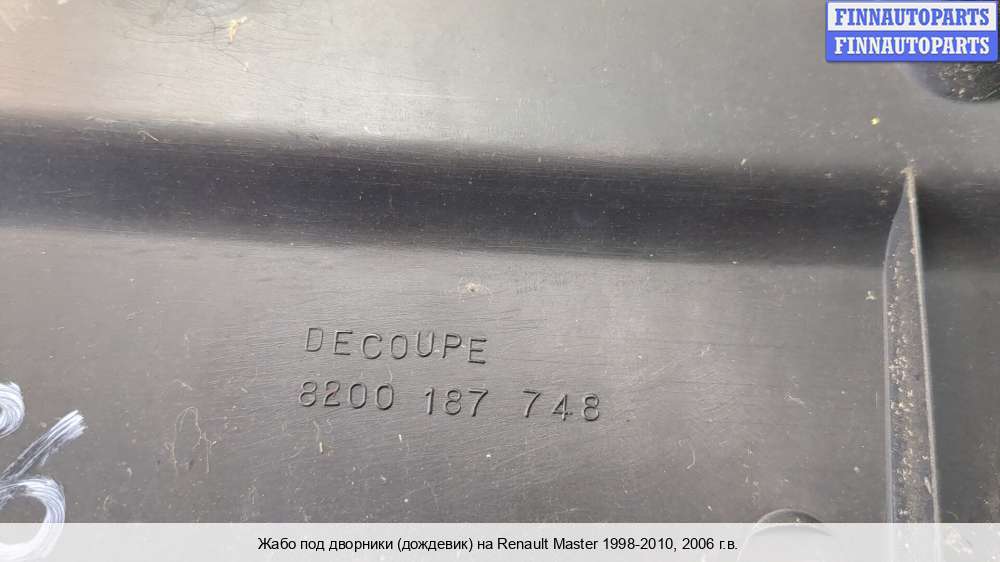 FINNAUTOPARTS
FINNAUTOPARTS
DECOUPE
8200 187 748
Жабо под дворники (дождевик) на Renault Master 1998-2010, 2006 г.в.